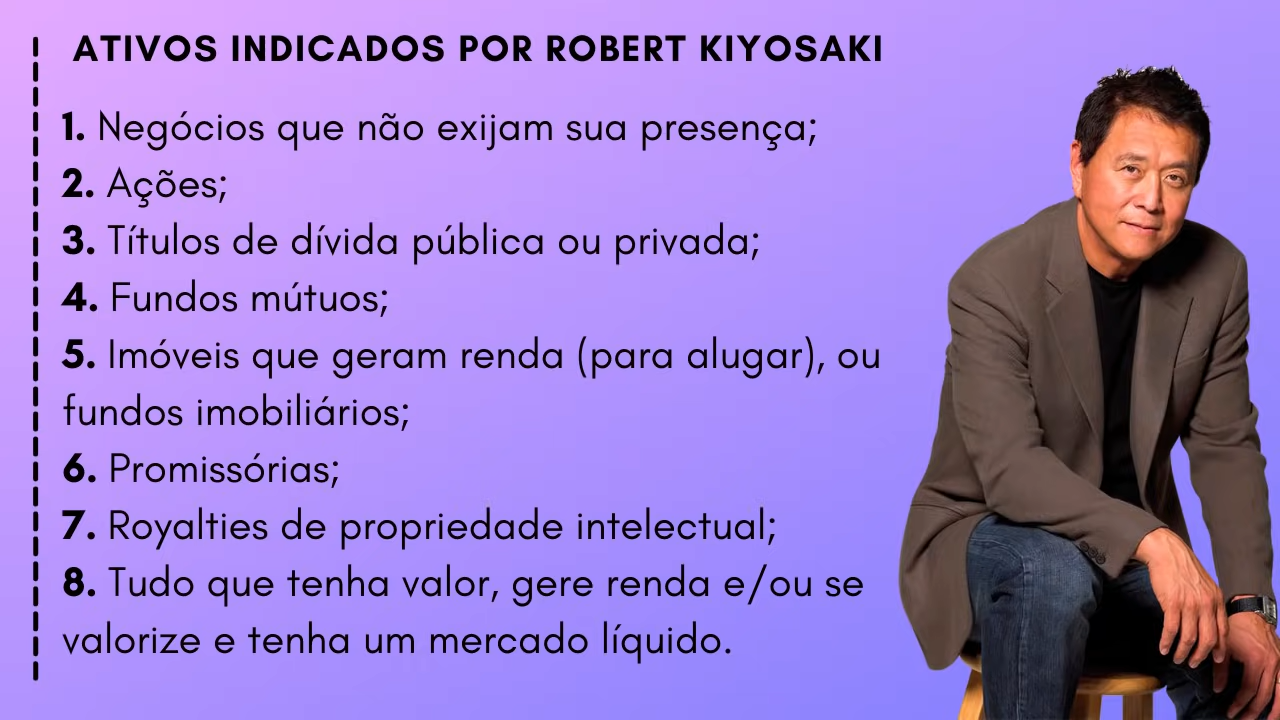 ATIVOS INDICADOS POR ROBERT KIYOSAKI
1. Negócios que não exijam sua presença;
2. Ações;
3. Títulos de dívida pública ou privada;
4. Fundos mútuos;
5. Imóveis que geram renda (para alugar), ou
fundos imobiliários;
6. Promissórias;
7. Royalties de propriedade intelectual;
8. Tudo que tenha valor, gere renda e/ou se
valorize e tenha um mercado líquido.